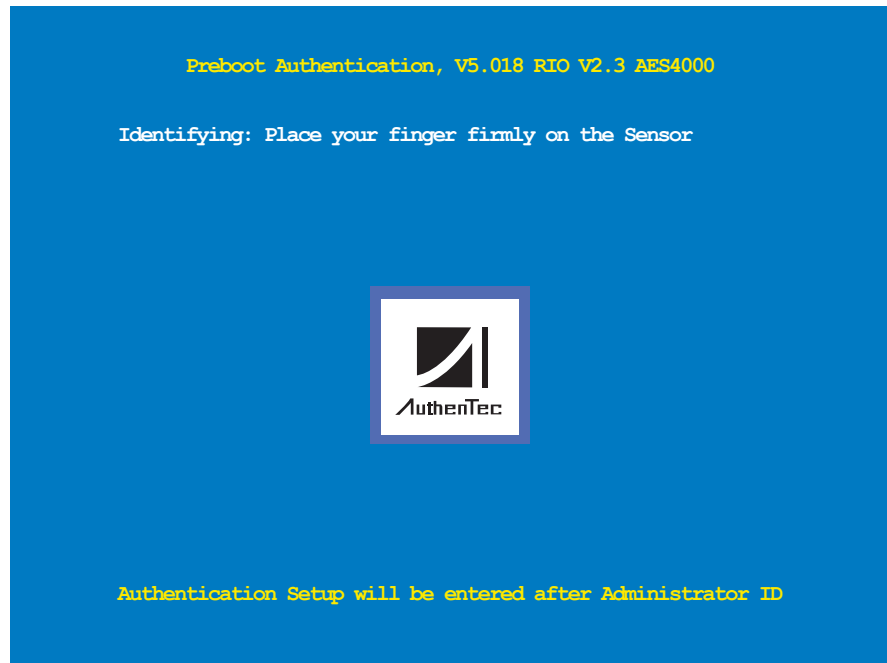 Preboot Authentication, V5.018 RIO V2.3 AES4000
Identifying: Place your finger firmly on the Sensor
AuthenTec
Authentication Setup will be entered after Administrator ID